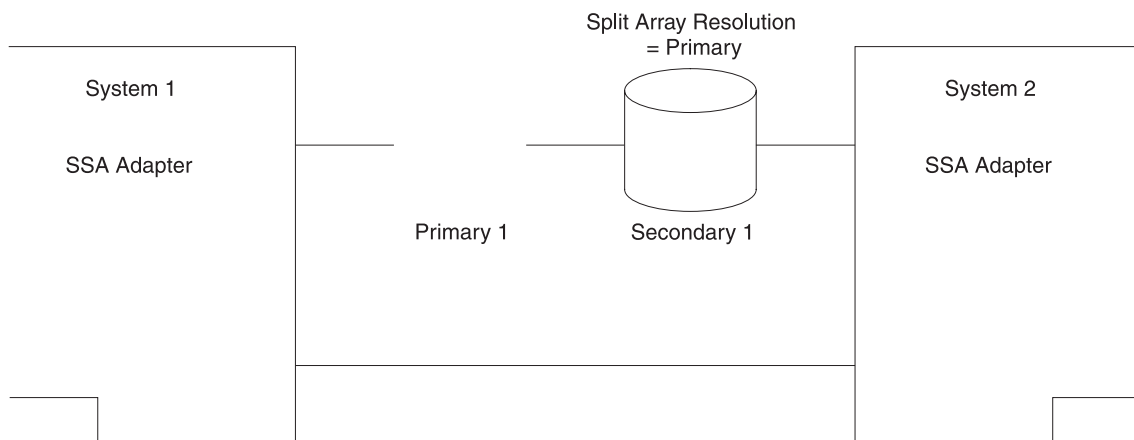 Split Array Resolution
= Primary
System 1
System 2
SSA Adapter
SSA Adapter
Primary 1
Secondary 1